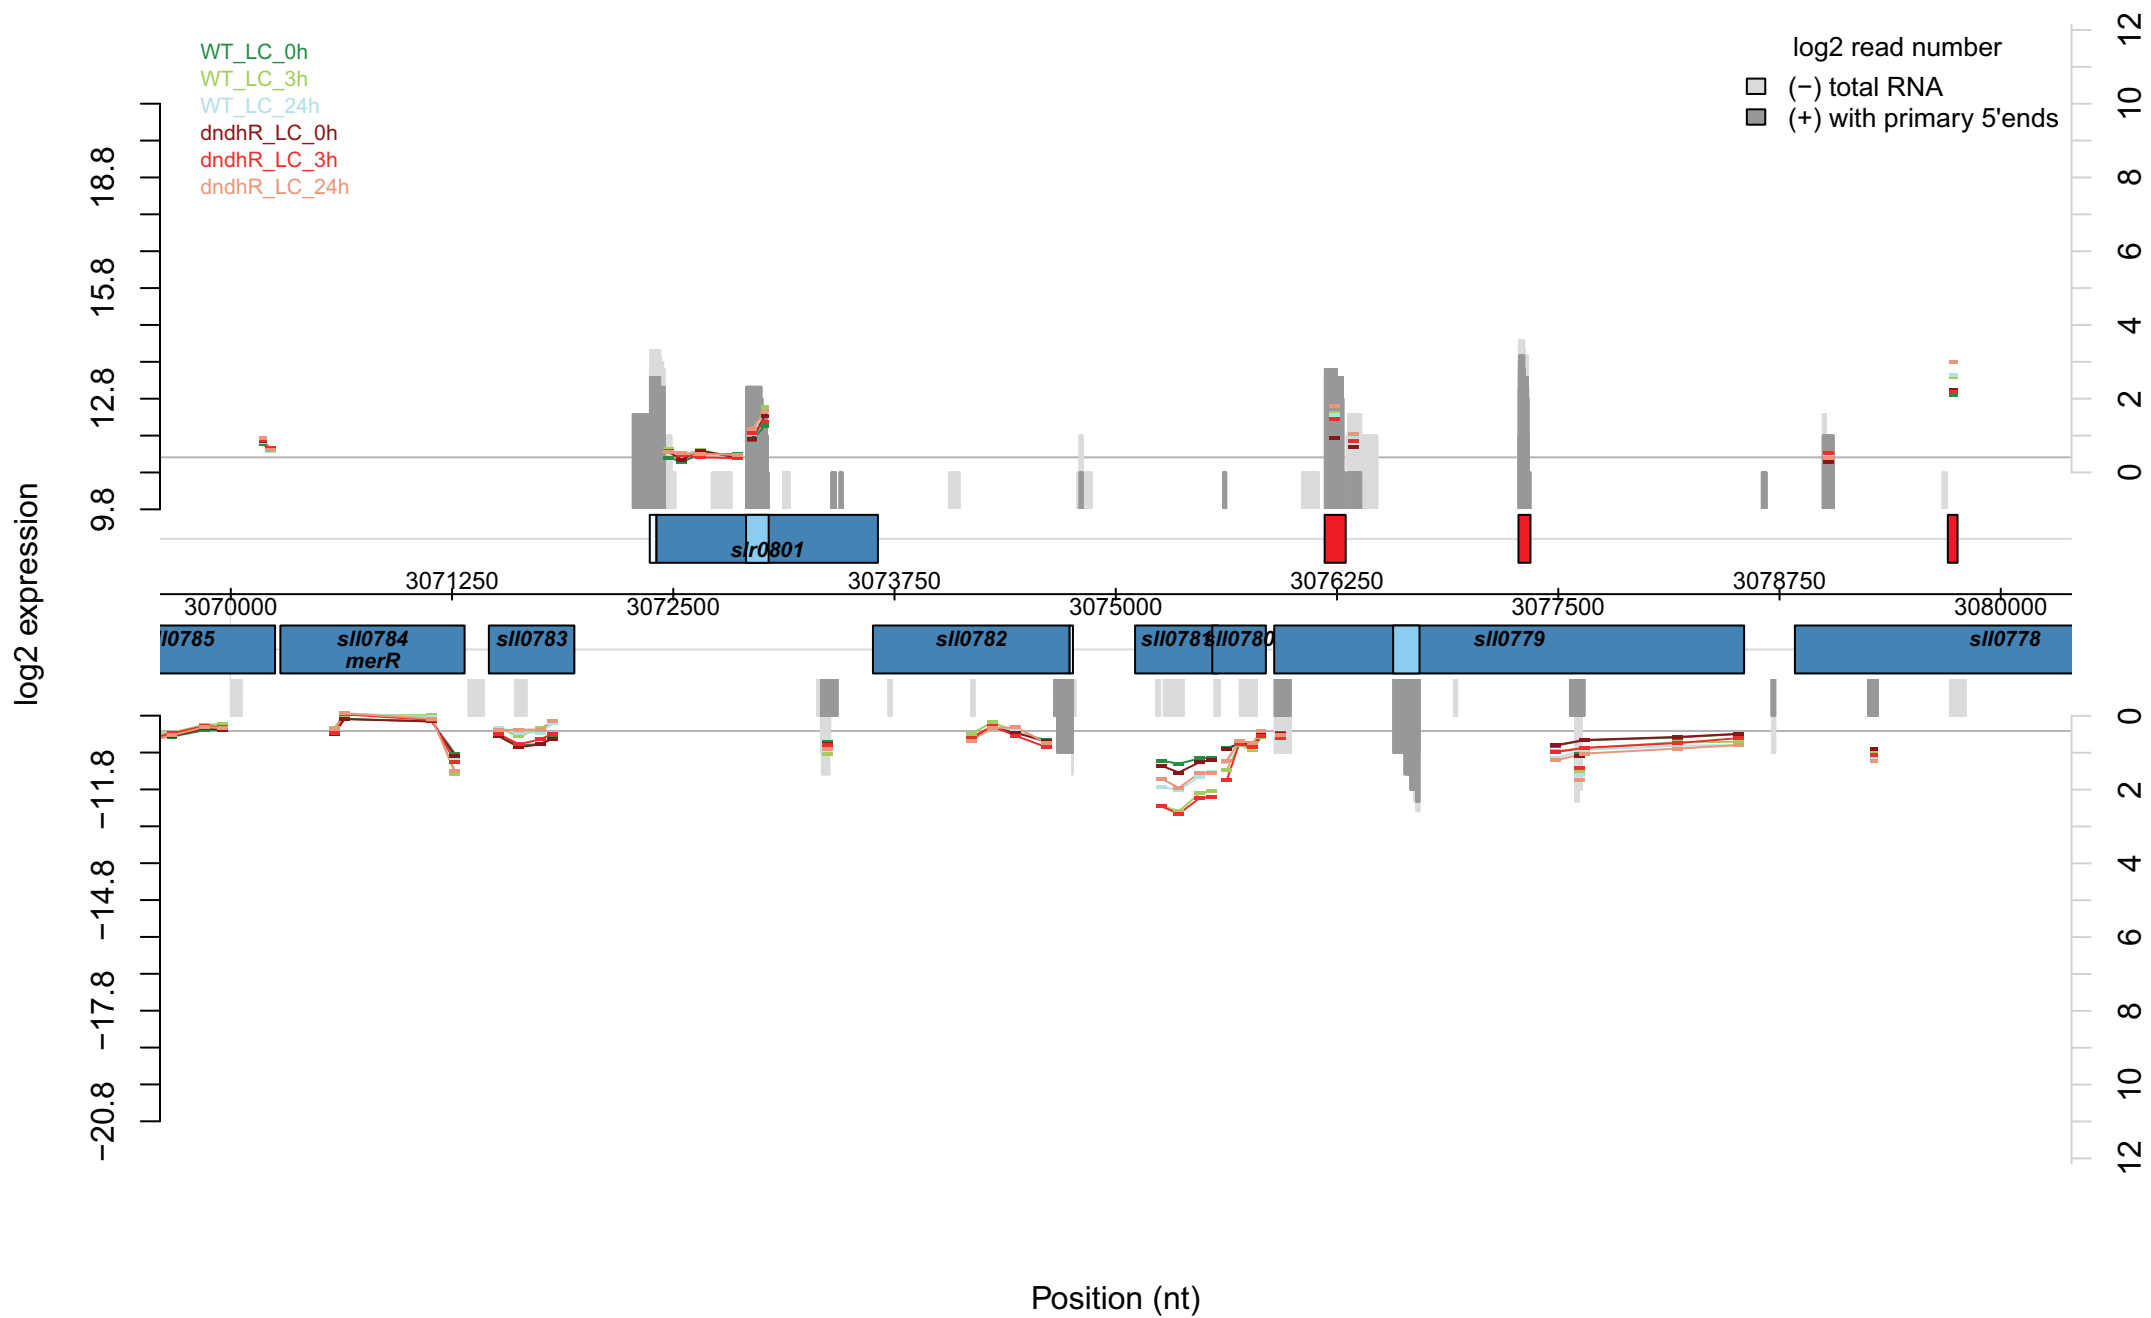 WT_LC_0h
WT_LC_3h
WT_LC_24h
dndhR_LC_0h
dndhR_LC_3h
dndhR_LC_24h
log2 read number
(−) total RNA
(+) with primary 5'ends
log2 expression
18.8
15.8
12.8
9.8
12
10
8
6
4
2
0
slr0801
3071250 3073750 3076250 3078750
3070000 3072500 3075000 3077500 3080000
ll0785 sll0784 sll0783 sll0782 sll0781 sll0780 sll0779 sll0778
merR
−11.8
−14.8
−17.8
−20.8
0
2
4
6
8
10
12
Position (nt)